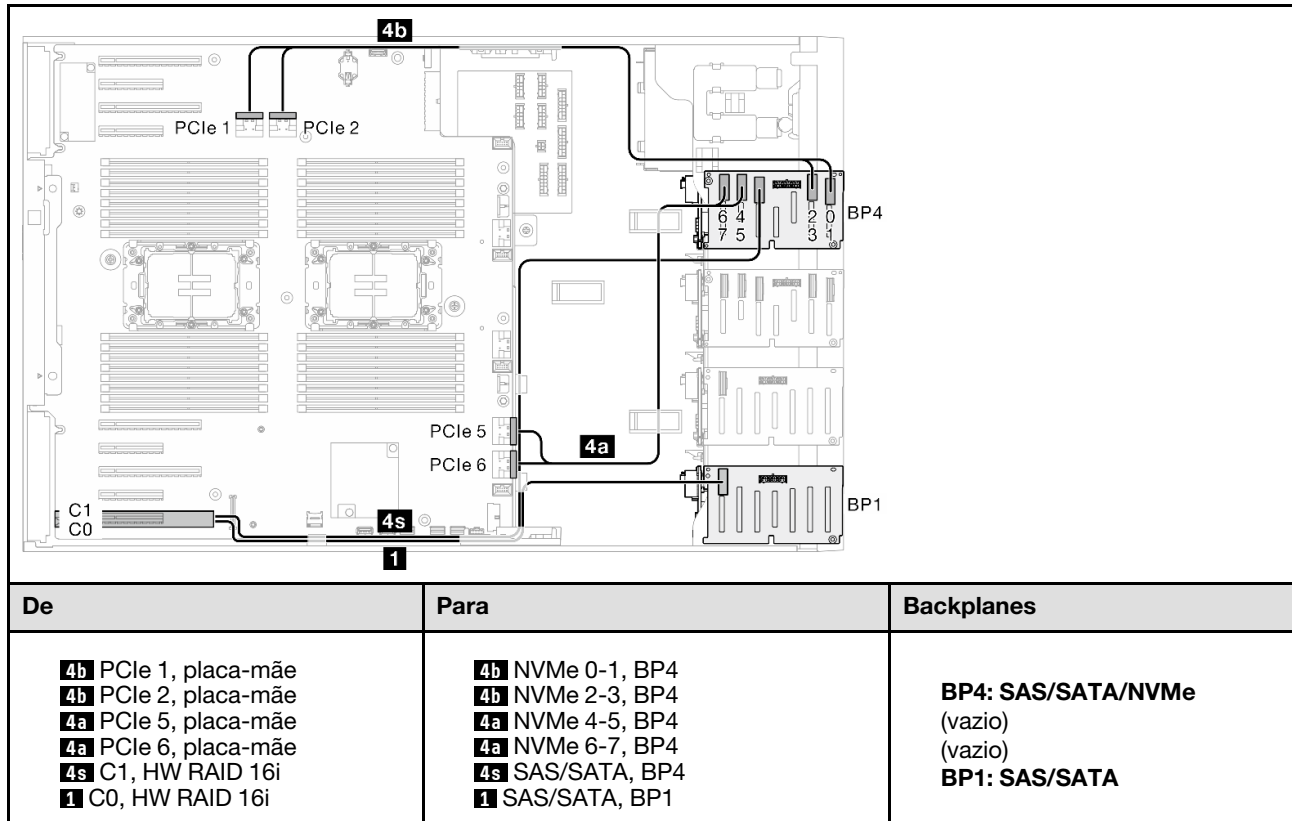 4b
PCIe 1
PCIe 2
6 4 2 0
7 5 3 1
BP4
PCIe 5
PCIe 6
4a
BP1
C1
C0
4s
1
De
Para
Backplanes
4b PCIe 1, placa-mãe
4b PCIe 2, placa-mãe
4a PCIe 5, placa-mãe
4a PCIe 6, placa-mãe
4s C1, HW RAID 16i
1 C0, HW RAID 16i
4b NVMe 0-1, BP4
4b NVMe 2-3, BP4
4a NVMe 4-5, BP4
4a NVMe 6-7, BP4
4s SAS/SATA, BP4
1 SAS/SATA, BP1
BP4: SAS/SATA/NVMe
(vazio)
(vazio)
BP1: SAS/SATA